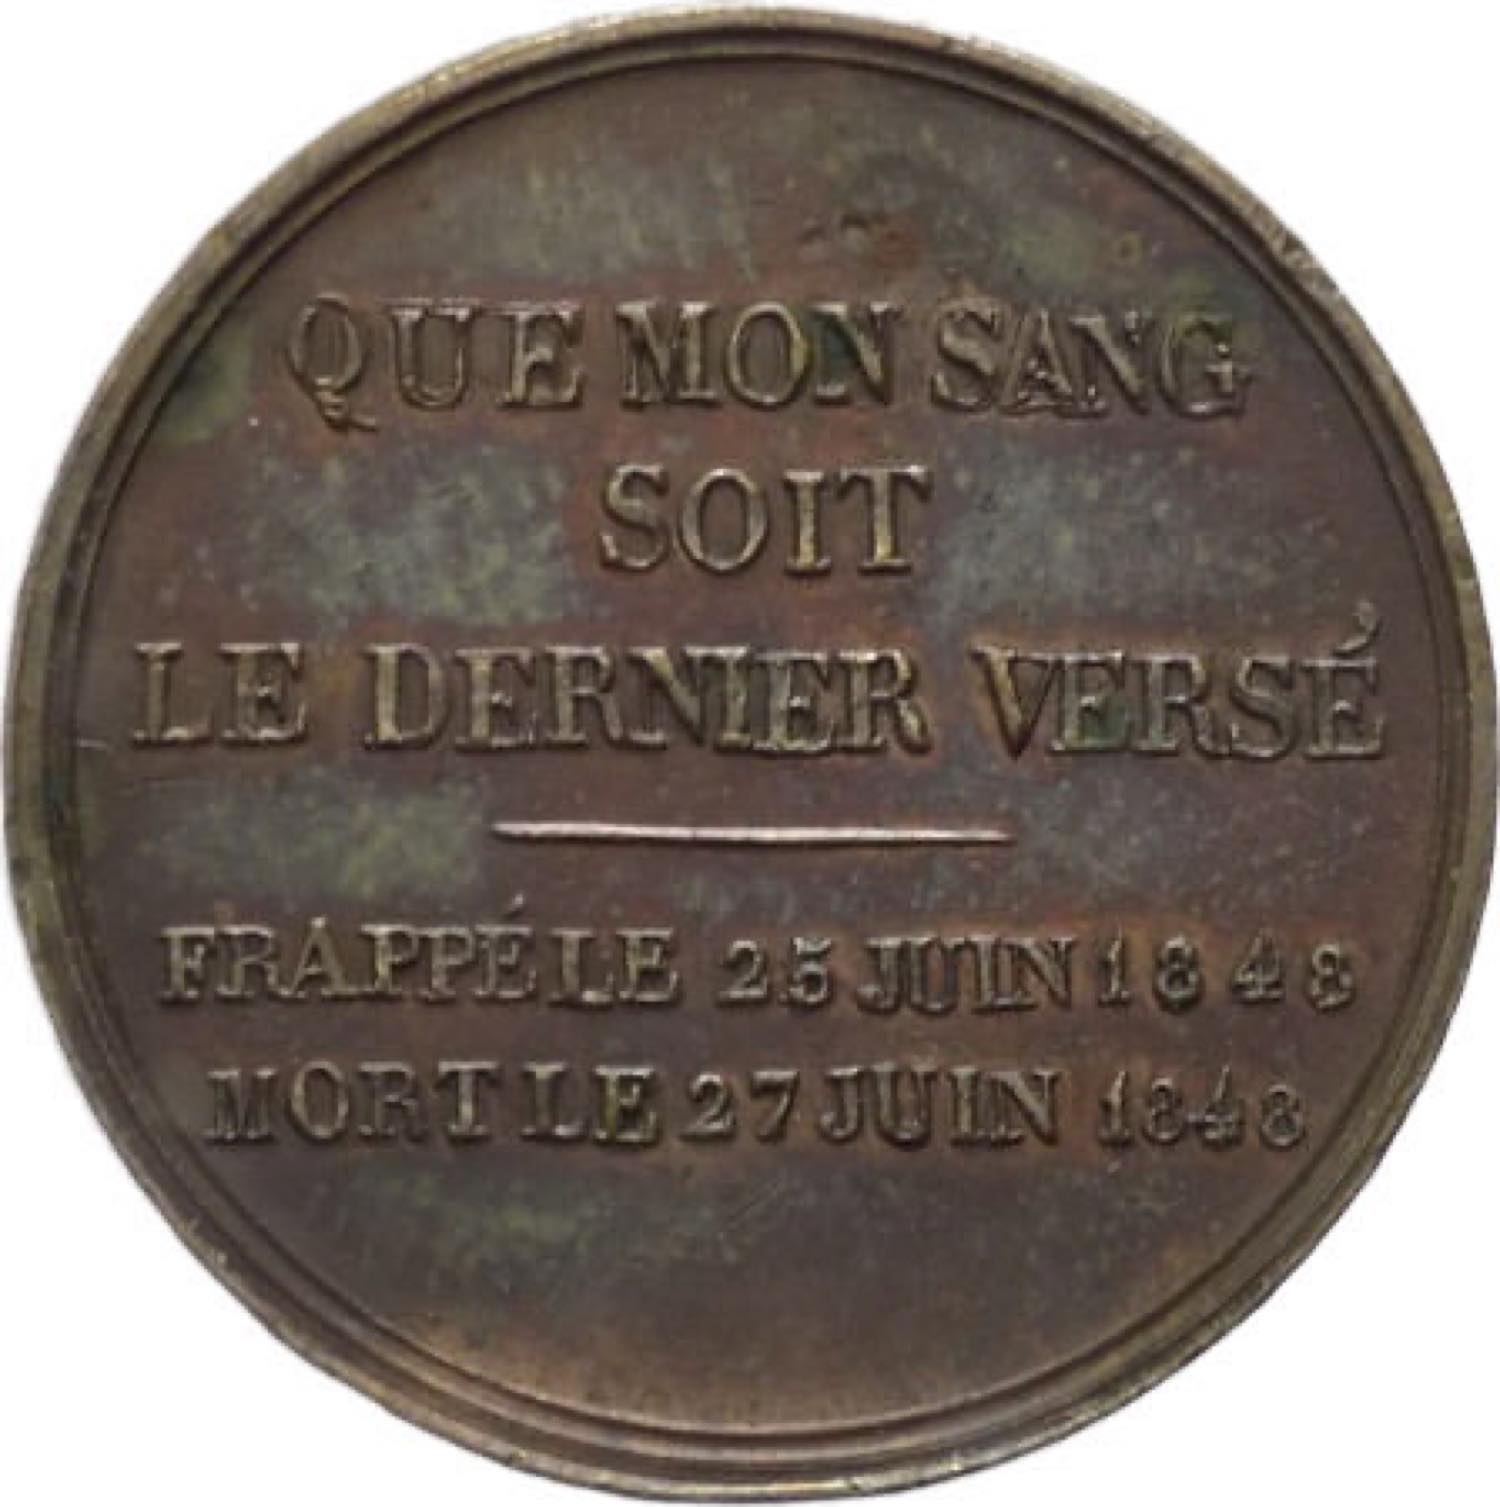 QUE MON SANG
SOIT
LE DERNIER VERSÉ
FRAPPÉ LE 25 JUIN 1848
MORT LE 27 JUIN 1848